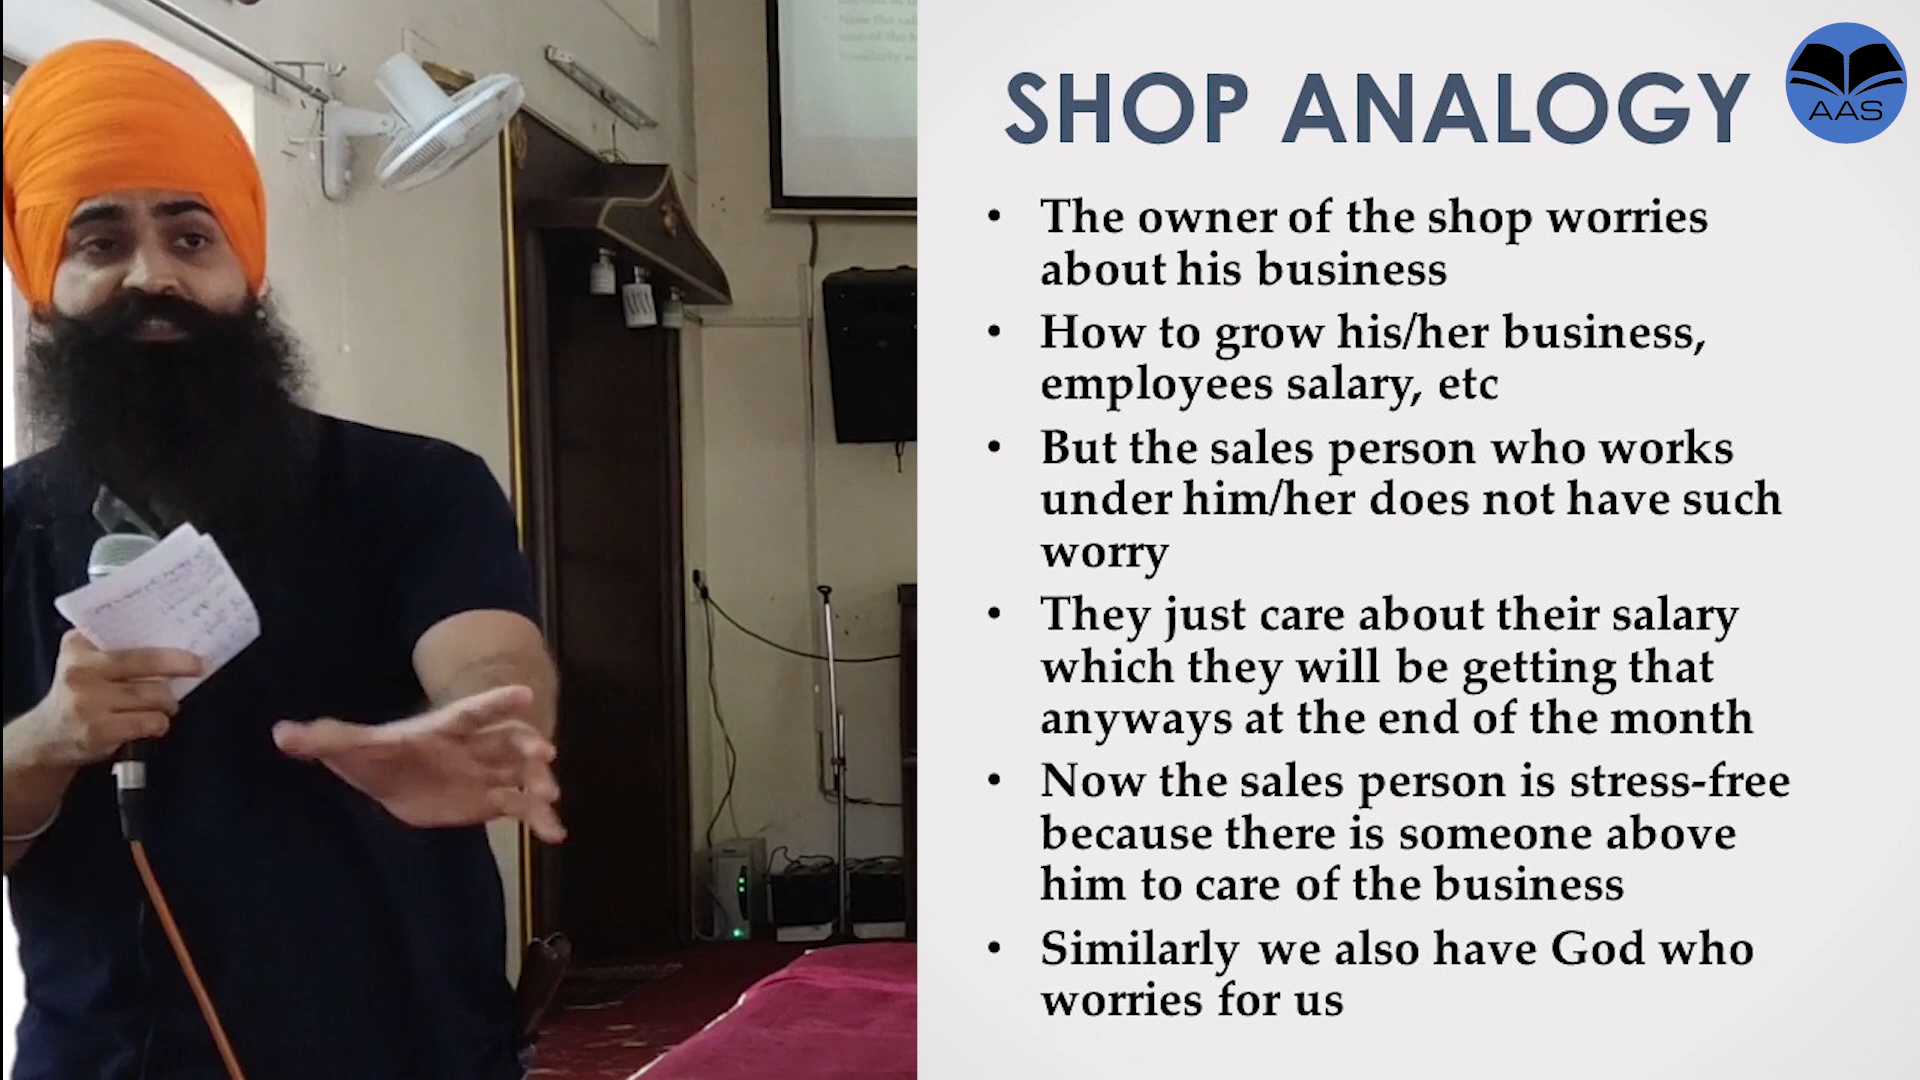 SHOP ANALOGY
AAS
• The owner of the shop worries
about his business
• How to grow his/her business,
employees salary, etc
• But the sales person who works
under him/her does not have such
worry
• They just care about their salary
which they will be getting that
anyways at the end of the month
• Now the sales person is stress-free
because there is someone above
him to care of the business
• Similarly we also have God who
worries for us